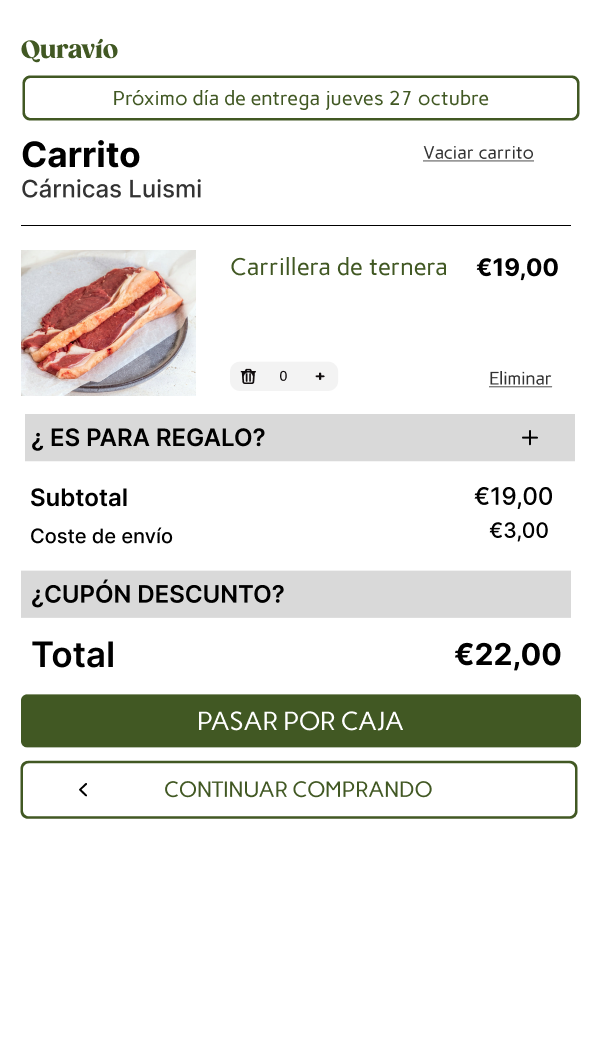 Quravío
Próximo día de entrega jueves 27 octubre
Carrito
Vaciar carrito
Cárnicas Luismi
Carrillera de ternera
€19,00
0 +
Eliminar
¿ ES PARA REGALO? +
Subtotal €19,00
Coste de envío €3,00
¿CUPÓN DESCUNTO?
Total €22,00
PASAR POR CAJA
< CONTINUAR COMPRANDO